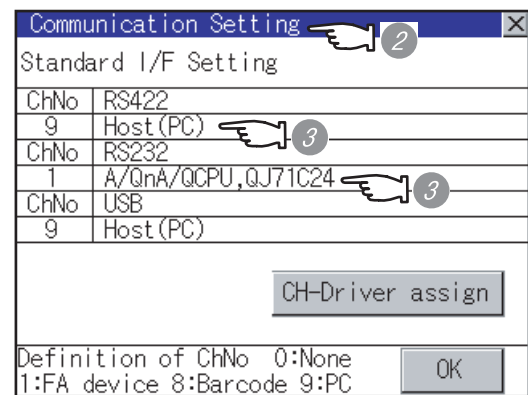 Communication Setting 2 ×
Standard I/F Setting
ChNo RS422
9 Host(PC) 3
ChNo RS232
1 A/QnA/QCPU,QJ71C24 3
ChNo USB
9 Host(PC)
CH-Driver assign
Definition of ChNo 0:None
1:FA device 8:Barcode 9:PC
OK